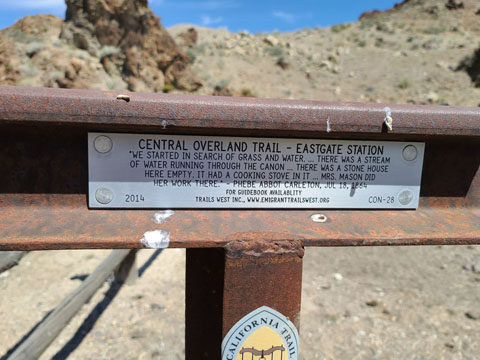 CENTRAL OVERLAND TRAIL - EASTGATE STATION
"WE STARTED IN SEARCH OF GRASS AND WATER. ... THERE WAS A STREAM
OF WATER RUNNING THROUGH THE CANON ... THERE WAS A STONE HOUSE
HERE EMPTY. IT HAD A COOKING STOVE IN IT ... MRS. MASON DID
HER WORK THERE." - PHEBE ABBOT CARLETON, JUL 18, 1864
FOR GUIDEBOOK AVAILABLITY
TRAILS WEST INC., WWW.EMIGRANTTRAILSWEST.ORG
2014 CON-28
CALIFORNIA TRAIL